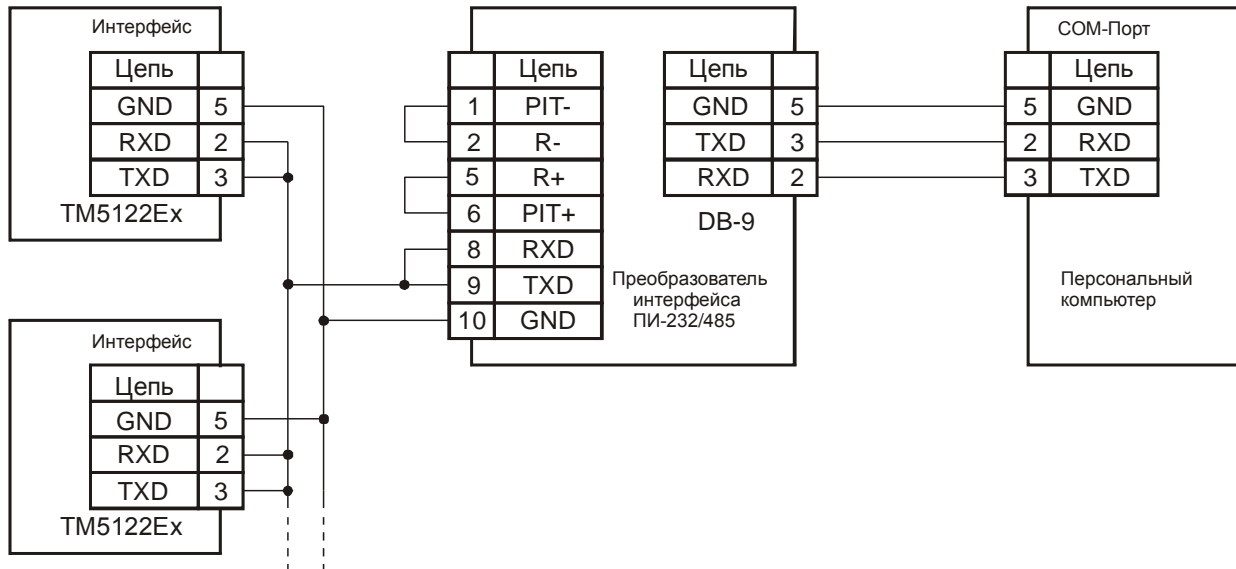 Интерфейс
Цепь
GND 5
RXD 2
TXD 3
TM5122Ex
Интерфейс
Цепь
GND 5
RXD 2
TXD 3
TM5122Ex
Цепь
1 PIT-
2 R-
5 R+
6 PIT+
8 RXD
9 TXD
10 GND
Цепь
GND 5
TXD 3
RXD 2
DB-9
Преобразователь
интерфейса
ПИ-232/485
COM-Порт
Цепь
5 GND
2 RXD
3 TXD
Персональный
компьютер